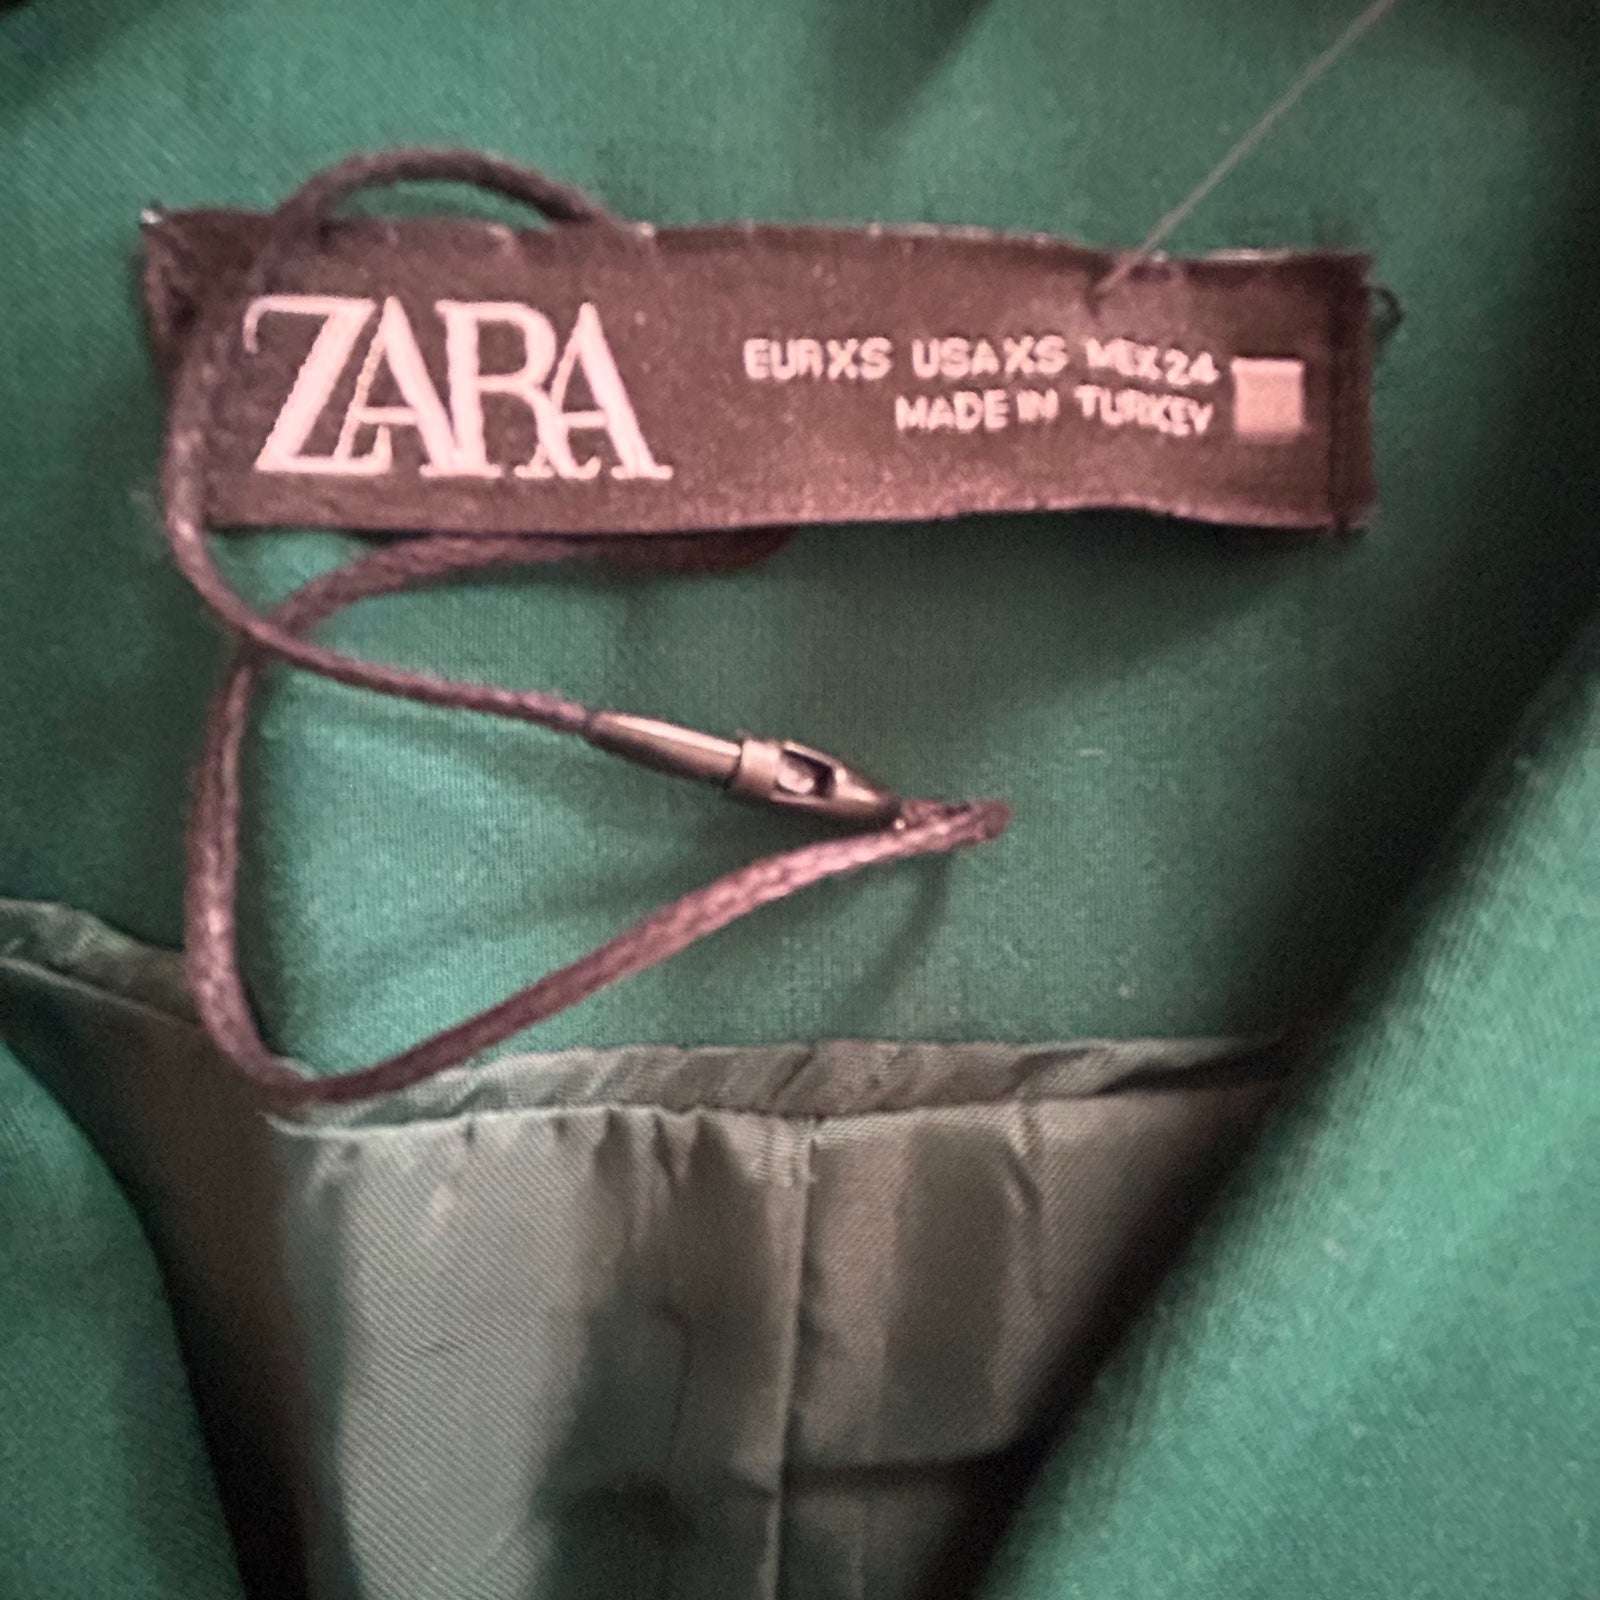 ZARA
EUR XS USA XS MEX 24
MADE IN TURKEY